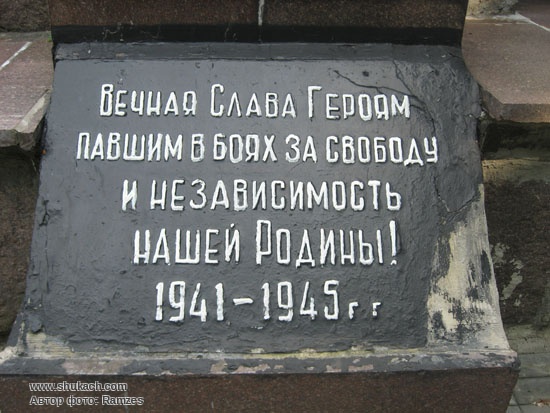 Вечная Слава Героям
павшим в боях за свободу
и независимость
нашей Родины!
1941-1945 г г
www.shukach.com
Автор фото: Ramzes